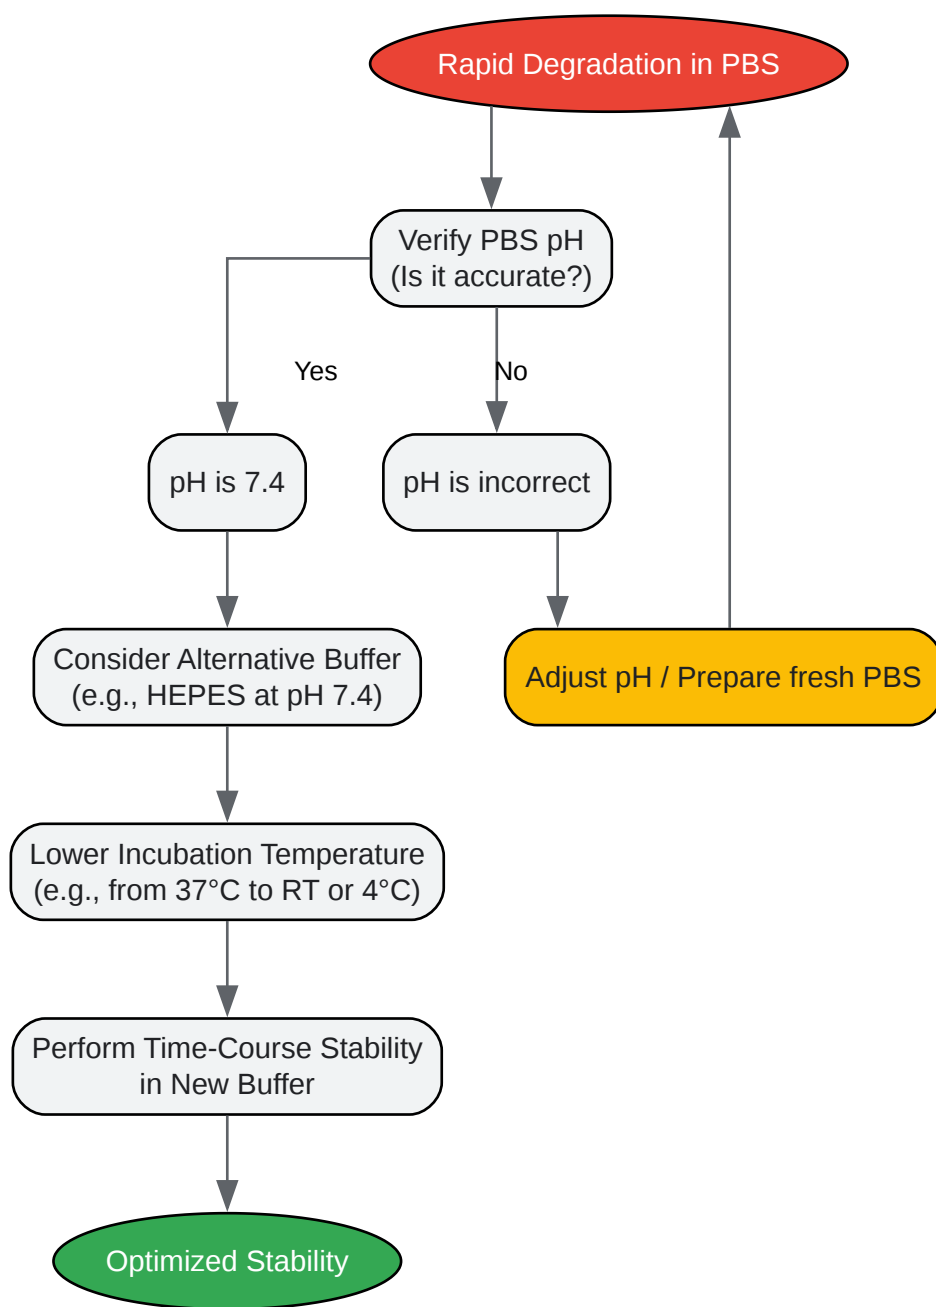 Rapid Degradation in PBS
Verify PBS pH
(Is it accurate?)
Yes
No
pH is 7.4
pH is incorrect
Consider Alternative Buffer
(e.g., HEPES at pH 7.4)
Adjust pH / Prepare fresh PBS
Lower Incubation Temperature
(e.g., from 37°C to RT or 4°C)
Perform Time-Course Stability
in New Buffer
Optimized Stability